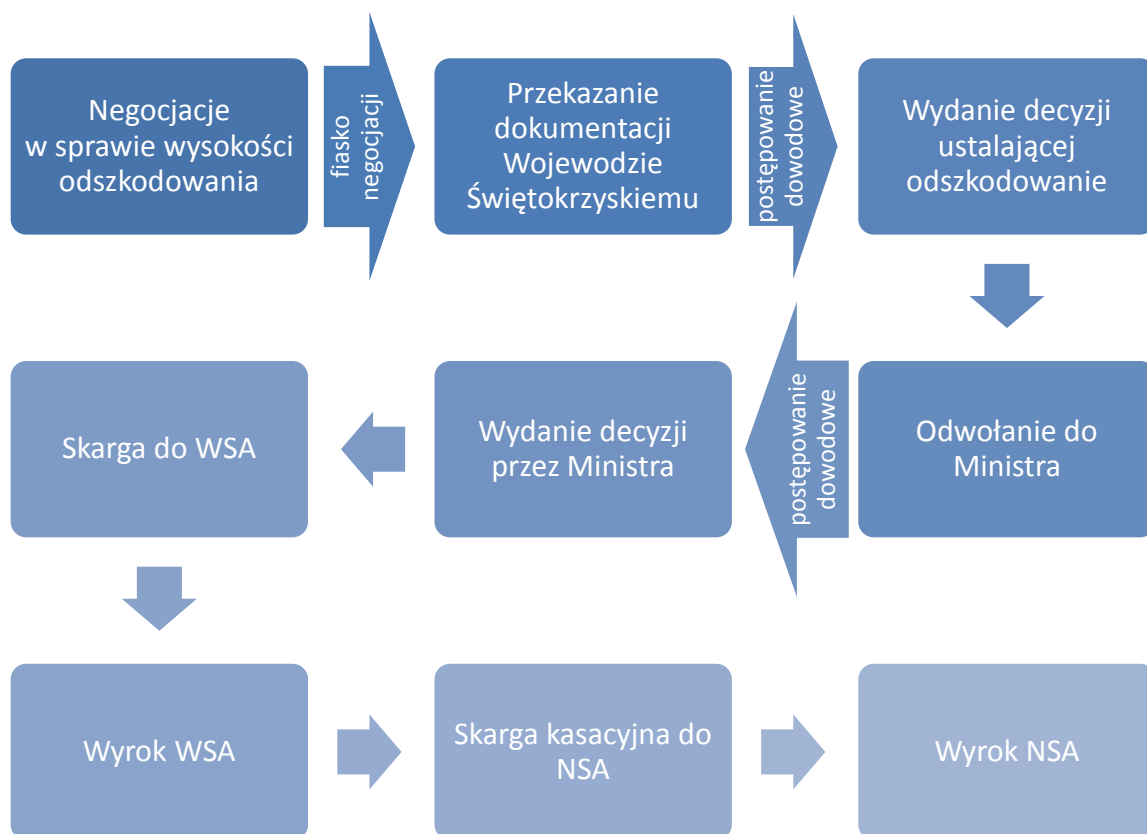 Negocjacje
w sprawie wysokości
odszkodowania
fiasko
negocjacji
Przekazanie
dokumentacji
Wojewodzie
Świętokrzyskiemu
postępowanie
dowodowe
Wydanie decyzji
ustalającej
odszkodowanie
Odwołanie do
Ministra
postępowanie
dowodowe
Wydanie decyzji
przez Ministra
Skarga do WSA
Wyrok WSA
Skarga kasacyjna do
NSA
Wyrok NSA